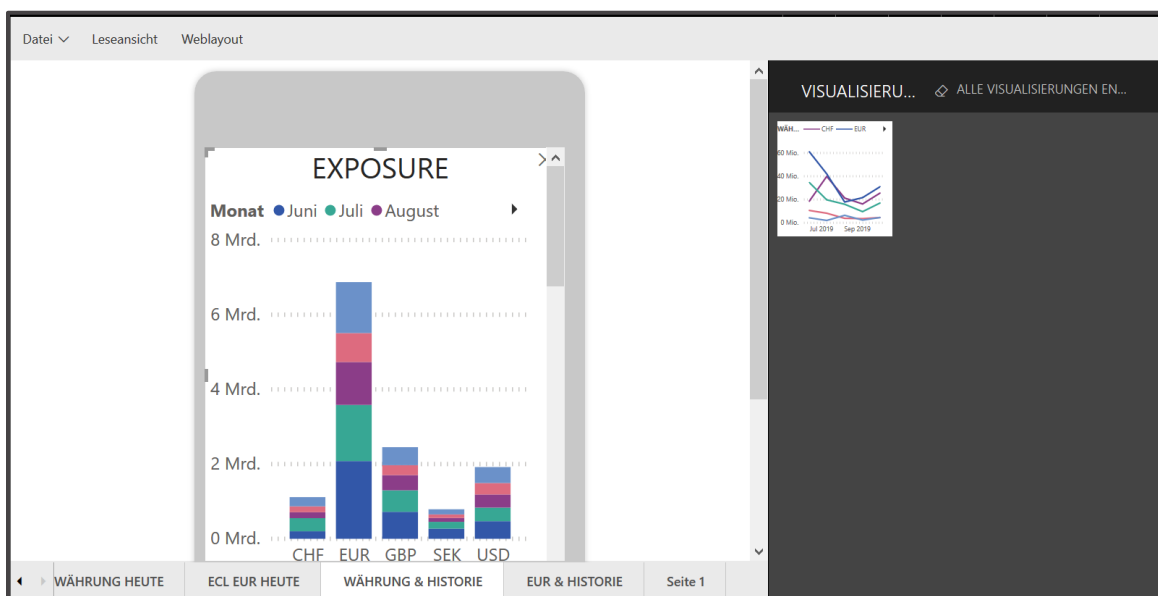 Datei Leseansicht Weblayout
VISUALISIERU... ALLE VISUALISIERUNGEN EN...
EXPOSURE
Monat Juni Juli August
8 Mrd.
6 Mrd.
4 Mrd.
2 Mrd.
0 Mrd.
CHF EUR GBP SEK USD
WÄH... CHF EUR
60 Mio.
40 Mio.
20 Mio.
0 Mio.
Jul 2019 Sep 2019
WÄHRUNG HEUTE ECL EUR HEUTE WÄHRUNG & HISTORIE EUR & HISTORIE Seite 1